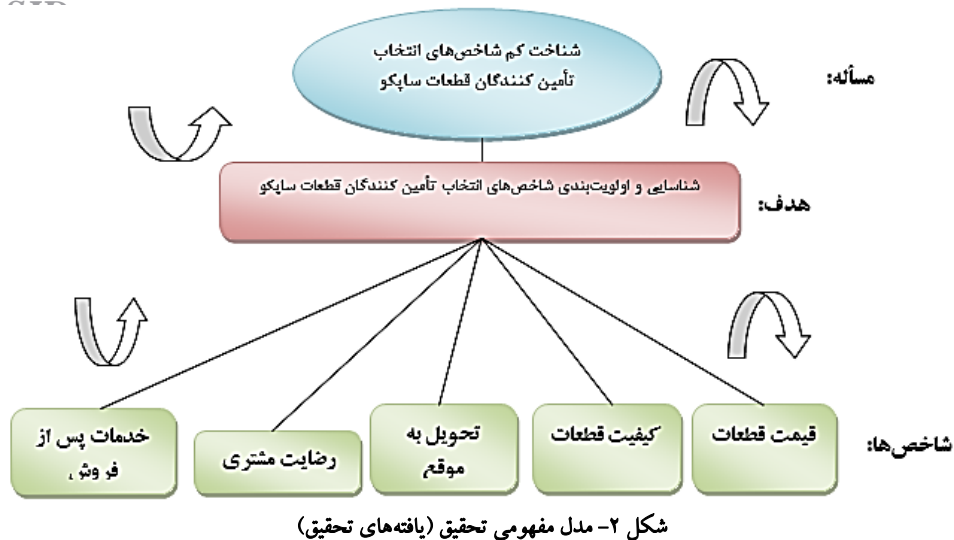 مسأله:
شناخت کم شاخص‌های انتخاب
تأمین کنندگان قطعات ساپکو
هدف:
شناسایی و اولویت‌بندی شاخص‌های انتخاب تأمین کنندگان قطعات ساپکو
شاخص‌ها:
قیمت قطعات
کیفیت قطعات
تحویل به
موقع
رضایت مشتری
خدمات پس از
فروش
شکل ۲- مدل مفهومی تحقیق (یافته‌های تحقیق)